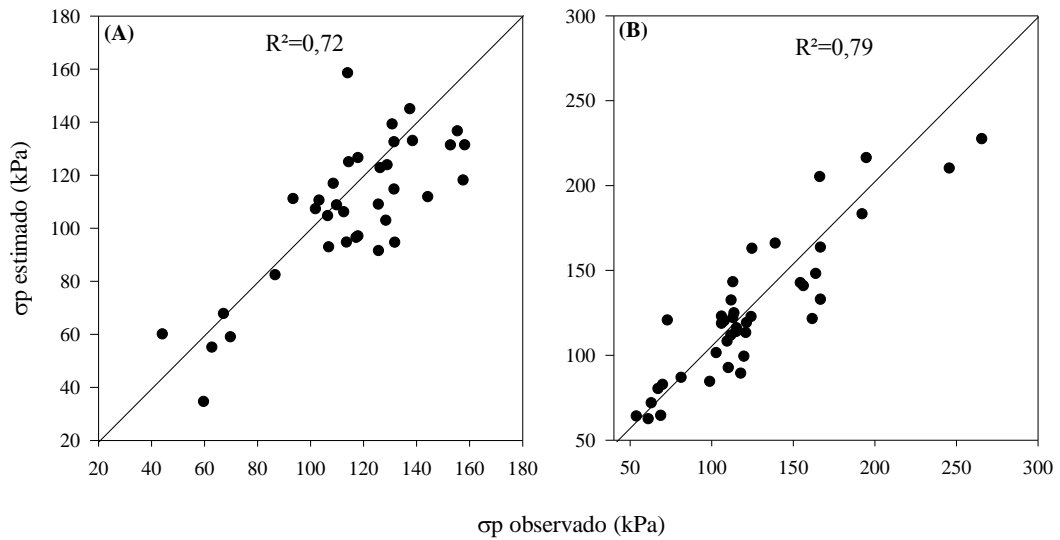 (A)
R²=0,72
180
160
140
120
100
80
60
40
20
20 40 60 80 100 120 140 160 180
(B)
R²=0,79
300
250
200
150
100
50
50 100 150 200 250 300
σp estimado (kPa)
σp observado (kPa)